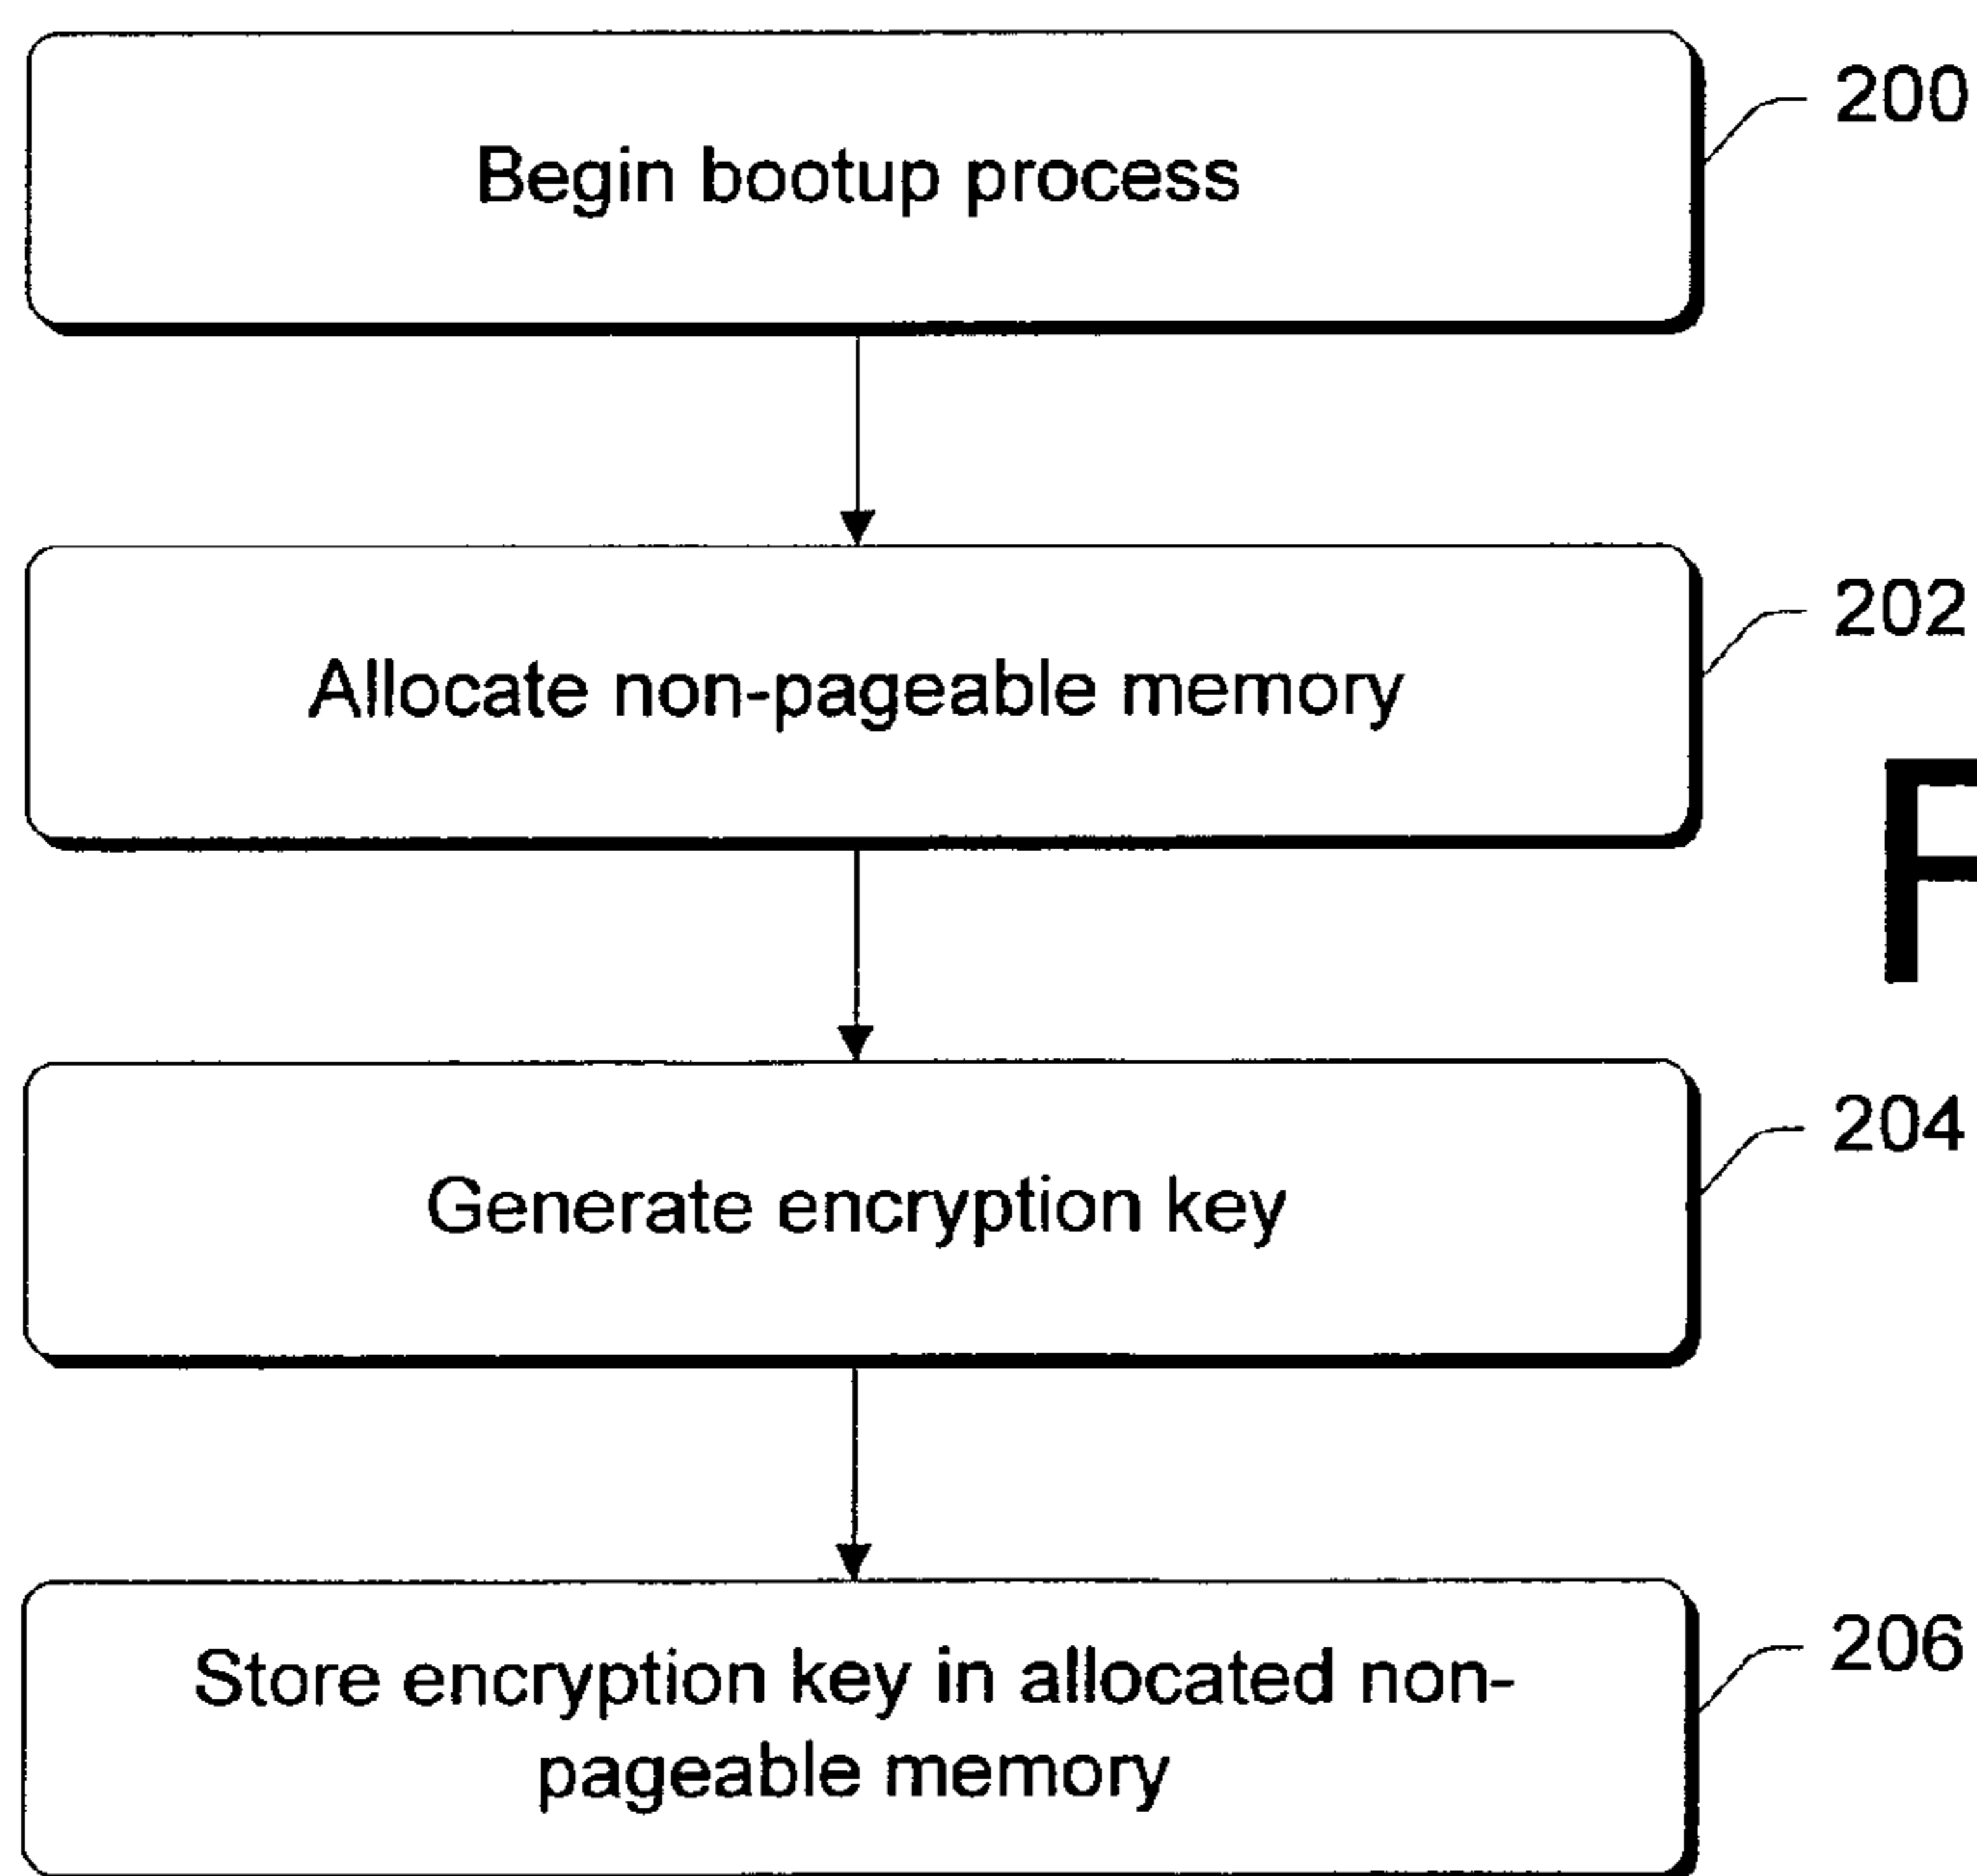 Begin bootup process
200
Allocate non-pageable memory
202
F
Generate encryption key
204
Store encryption key in allocated non-
pageable memory
206